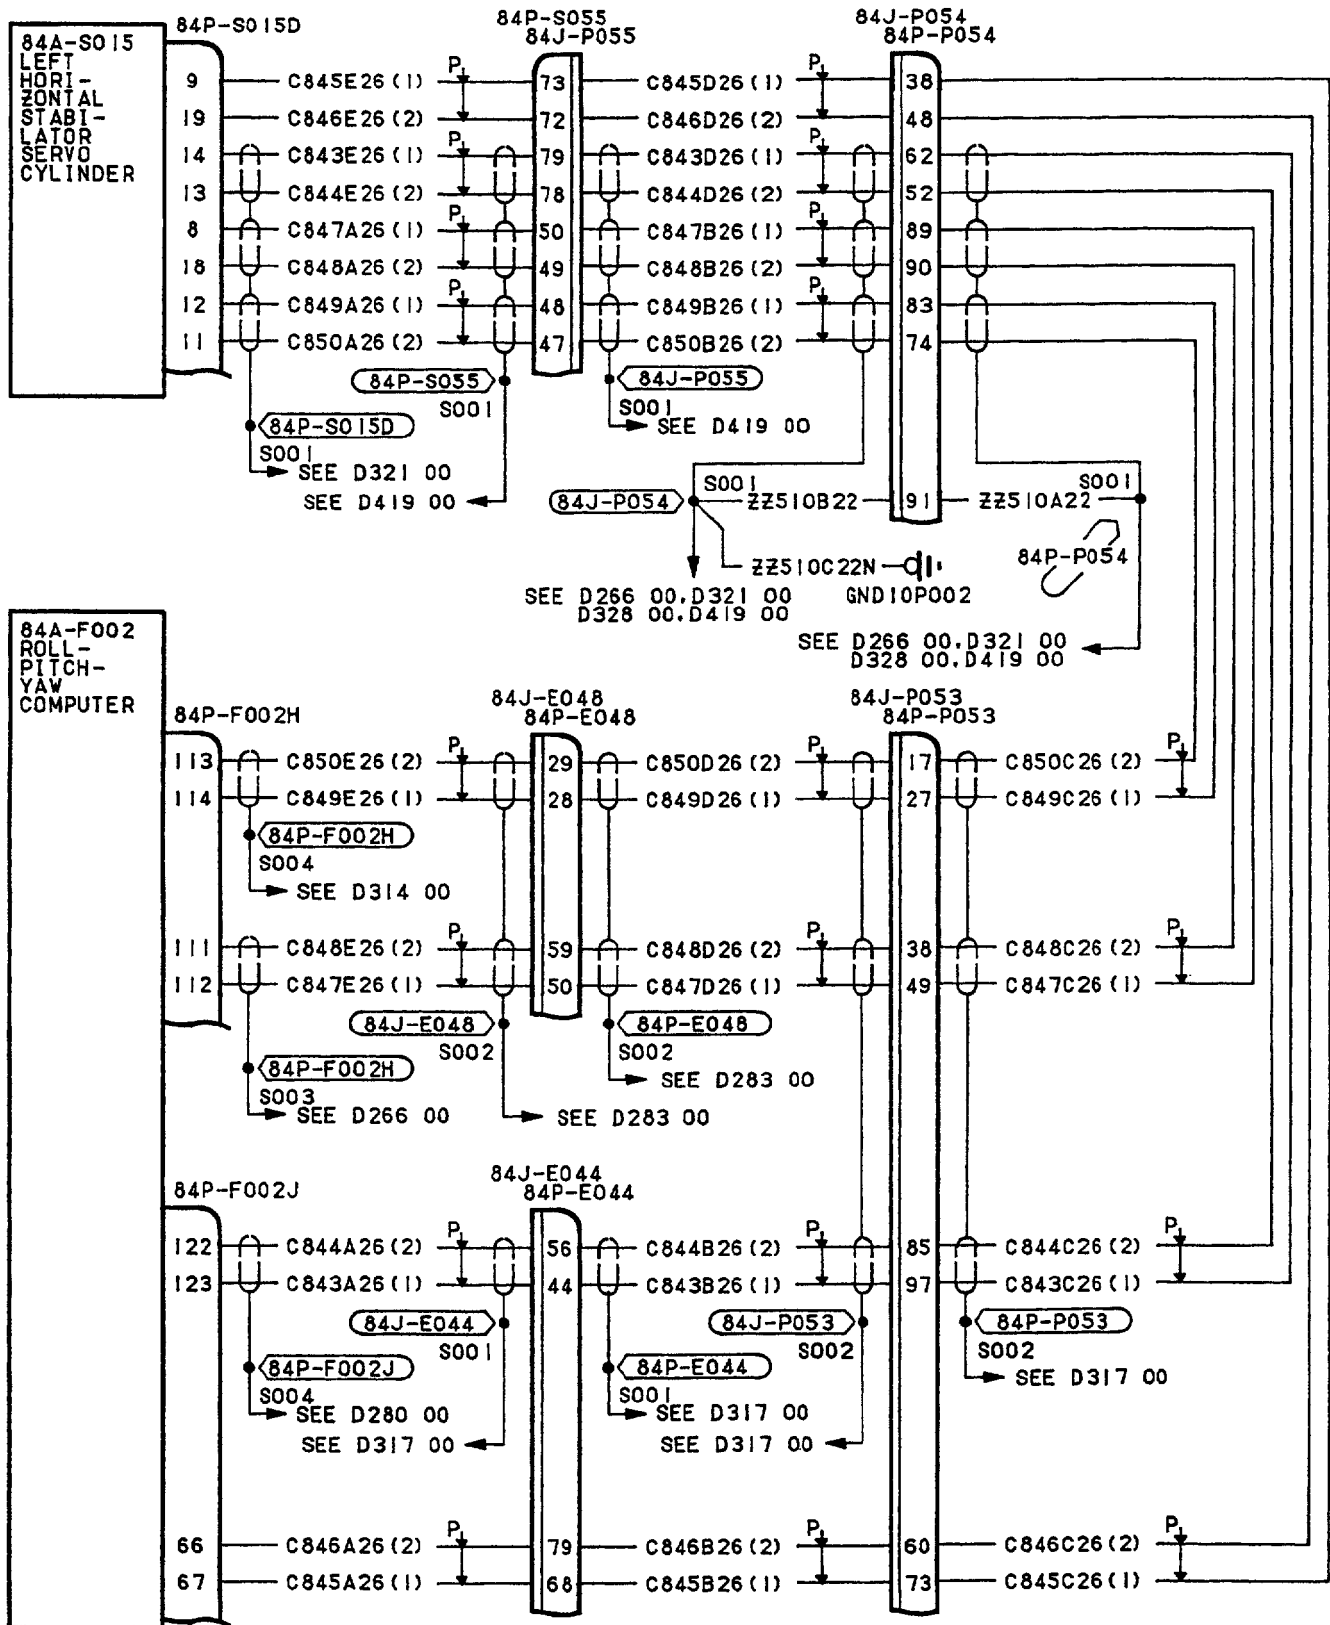 84P-S015D
84P-S055
84J-P055
84J-P054
84P-P054
84A-S015
LEFT
HORI-
ZONTAL
STABI-
LATOR
SERVO
CYLINDER
9 C845E26(1) P 73 C845D26(1) P 38
19 C846E26(2) 72 C846D26(2) 48
14 C843E26(1) P 79 C843D26(1) P 62
13 C844E26(2) 78 C844D26(2) 52
8 C847A26(1) P 50 C847B26(1) P 89
18 C848A26(2) 49 C848B26(2) 90
12 C849A26(1) P 48 C849B26(1) P 83
11 C850A26(2) 47 C850B26(2) 74
84P-S055 84J-P055
S001 S001
84P-S015D SEE D419 00
S001
SEE D321 00
SEE D419 00
S001 S001
84J-P054 ZZ510B22 91 ZZ510A22
84P-P054
ZZ510C22N
GND10P002
SEE D266 00,D321 00
D328 00,D419 00
SEE D266 00,D321 00
D328 00,D419 00
84A-F002
ROLL-
PITCH-
YAW
COMPUTER
84P-F002H
84J-E048
84P-E048
84J-P053
84P-P053
113 C850E26(2) P 29 C850D26(2) P 17 C850C26(2) P
114 C849E26(1) 28 C849D26(1) 27 C849C26(1)
84P-F002H
S004
SEE D314 00
111 C848E26(2) P 59 C848D26(2) P 38 C848C26(2) P
112 C847E26(1) 50 C847D26(1) 49 C847C26(1)
84J-E048 84P-E048
S002 S002
84P-F002H SEE D283 00
S003
SEE D266 00 SEE D283 00
84P-F002J
84J-E044
84P-E044
122 C844A26(2) P 56 C844B26(2) P 85 C844C26(2) P
123 C843A26(1) 44 C843B26(1) 97 C843C26(1)
84J-E044 84J-P053 84P-P053
S001 S002 S002
84P-F002J 84P-E044 SEE D317 00
S004 S001
SEE D280 00 SEE D317 00
SEE D317 00 SEE D317 00
66 C846A26(2) P 79 C846B26(2) P 60 C846C26(2) P
67 C845A26(1) 68 C845B26(1) 73 C845C26(1)